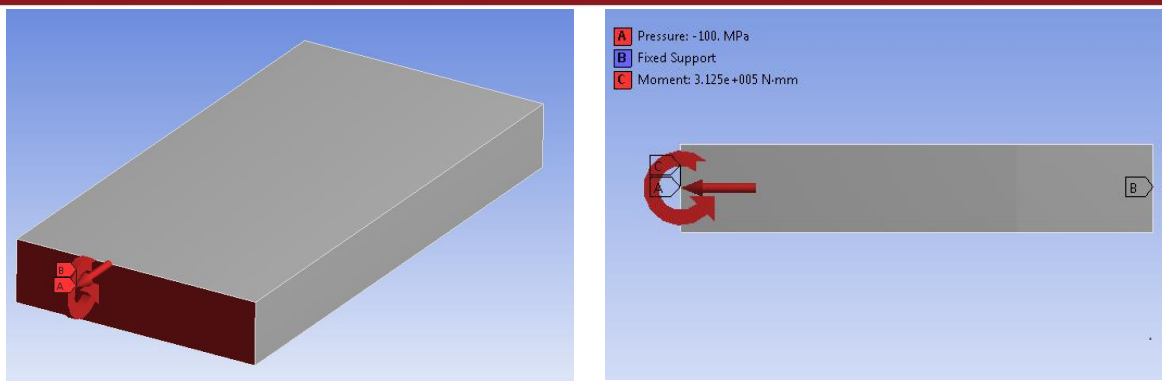 B
A
A Pressure: -100. MPa
B Fixed Support
C Moment: 3.125e+005 N·mm
C
A
B